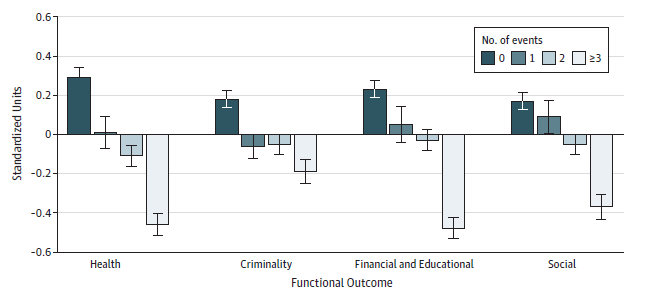 0.6
0.4
0.2
0
-0.2
-0.4
-0.6
Standardized Units
No. of events
0 1 2 ≥3
Health Criminality Financial and Educational Social
Functional Outcome